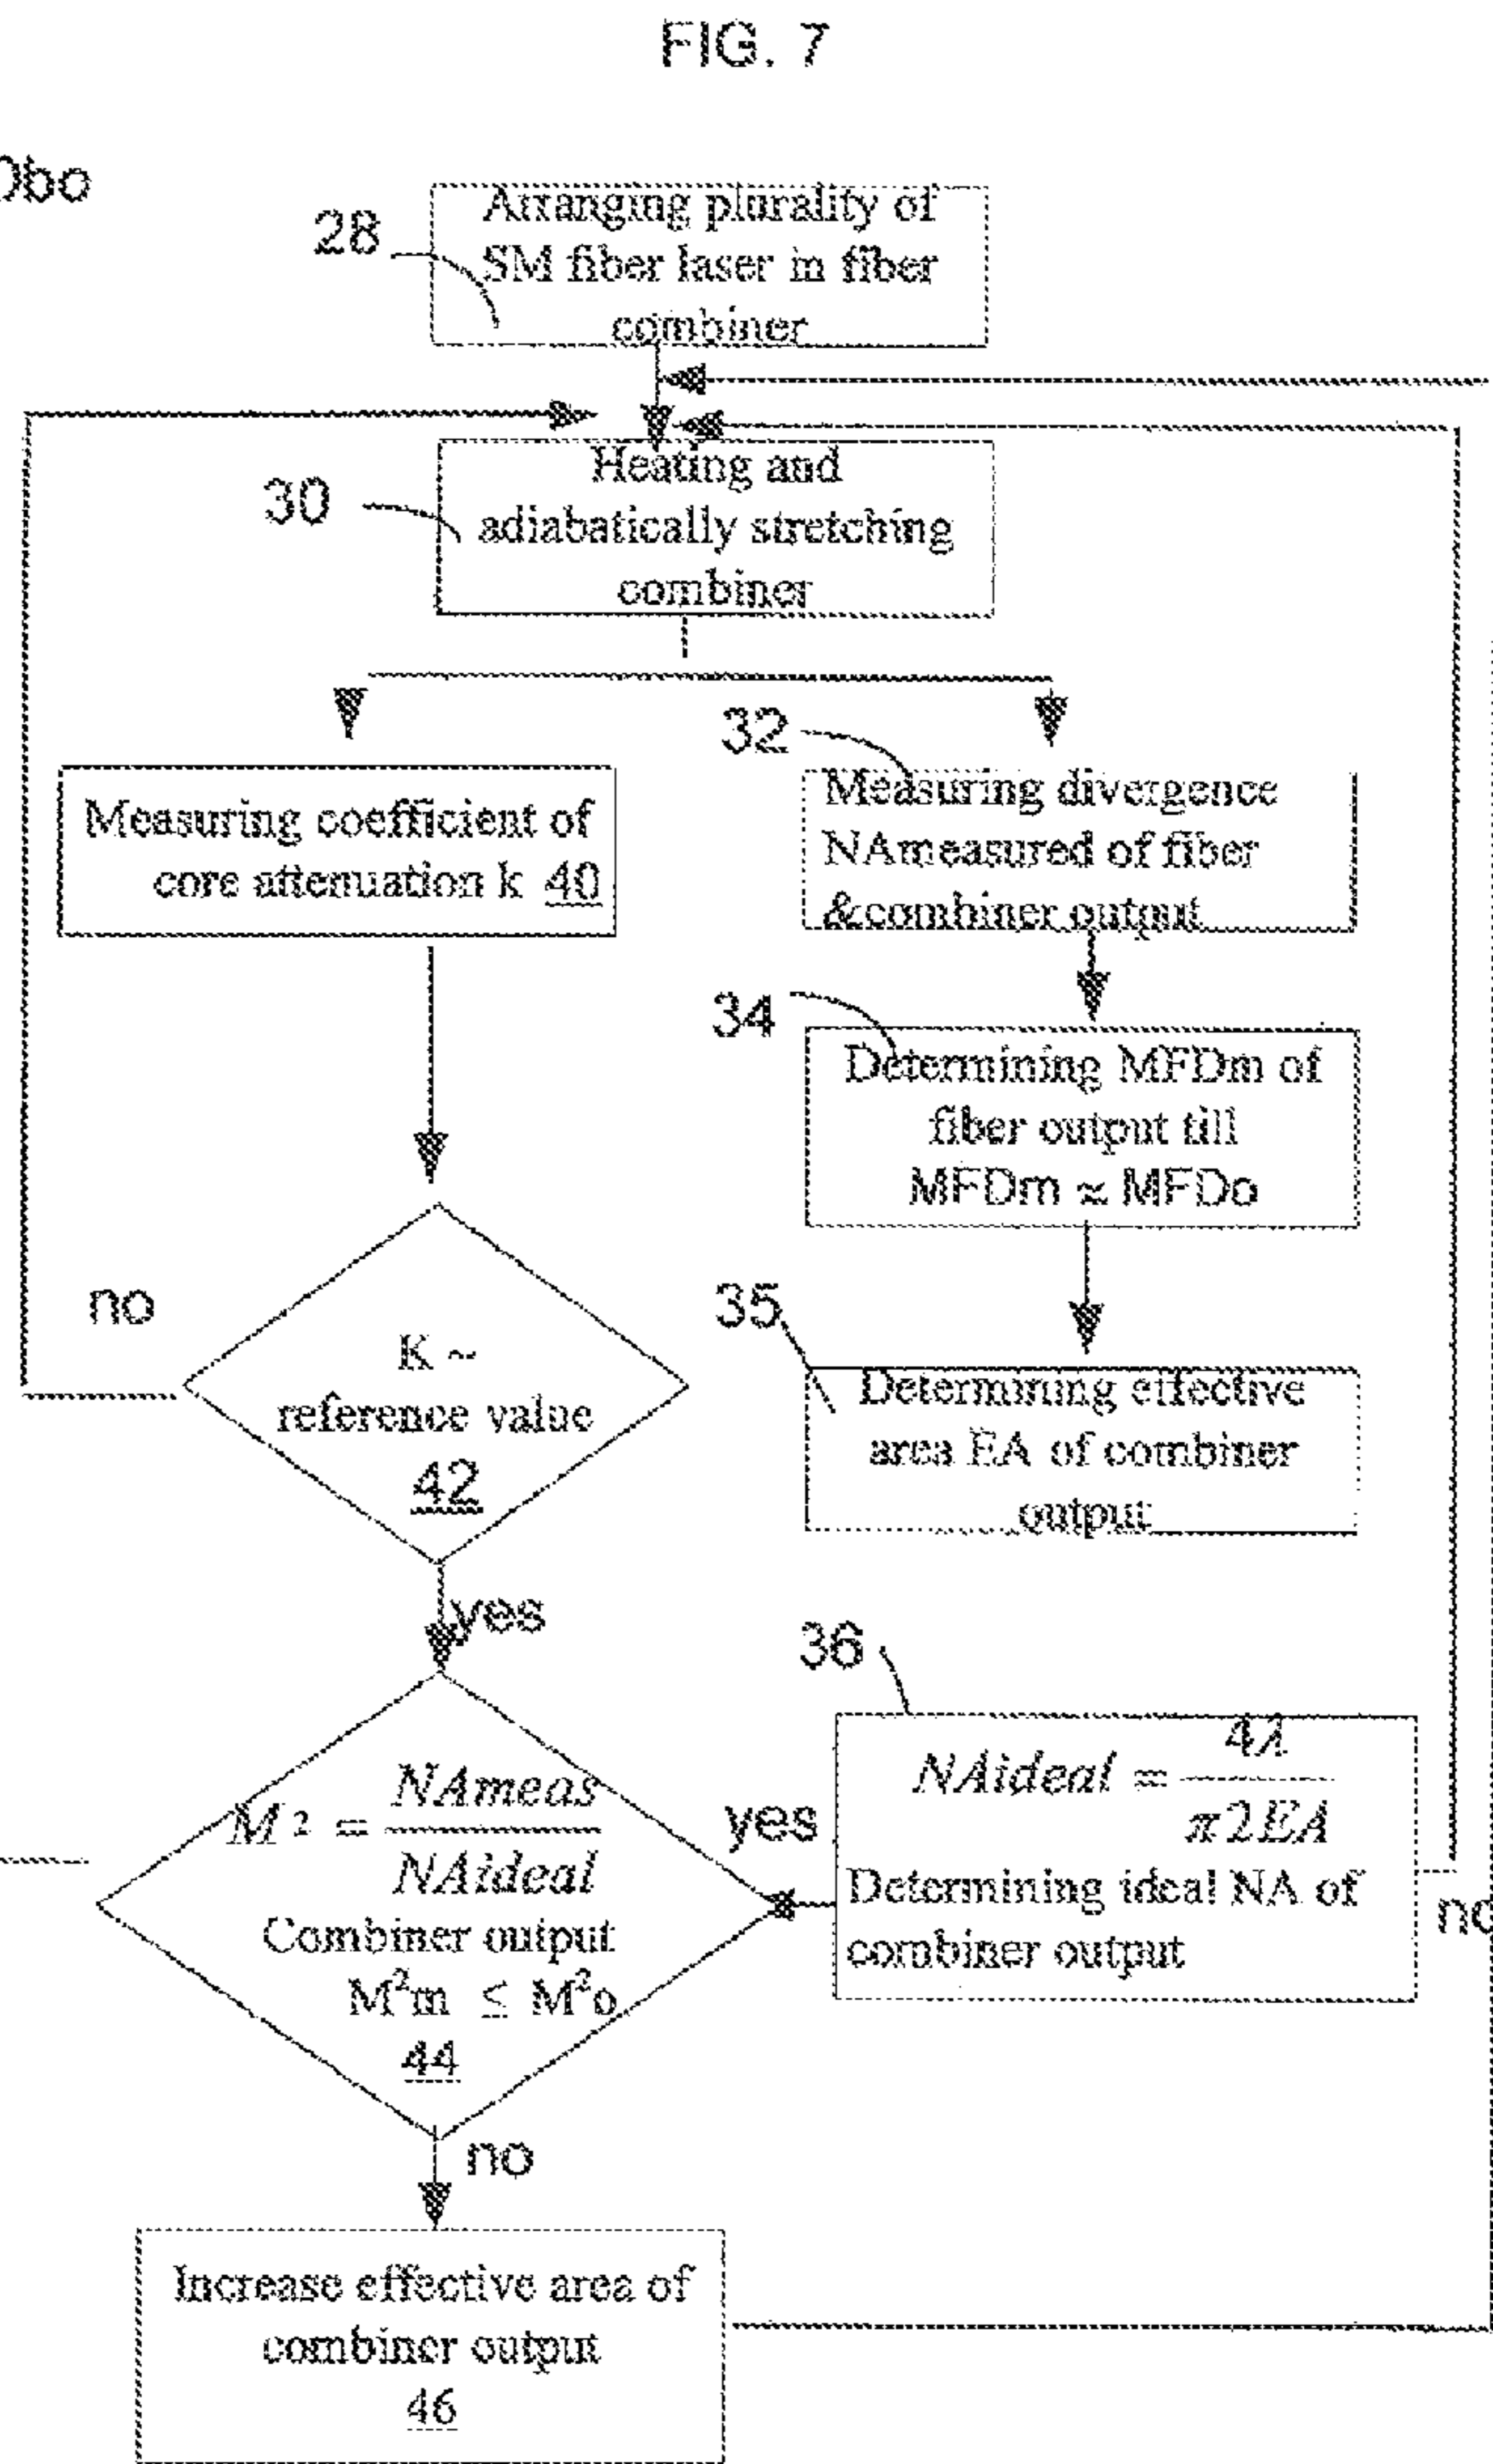 FIG. 7
28
Arranging plurality of
SM fiber laser in fiber
combiner
30
Heating and
adiabatically stretching
combiner
Measuring coefficient of
core attenuation k 40
32
Measuring divergence
NAmeasured of fiber
&combiner output
34
Determining MFDm of
fiber output till
MFDm ≈ MFDo
35
Determining effective
area EA of combiner
output
no
K ~
reference value
42
yes
36
NAideal = 4λ / π2EA
Determining ideal NA of
combiner output
yes
no
M² = NAmeas / NAideal
Combiner output
M²m ≤ M²o
44
no
Increase effective area of
combiner output
46